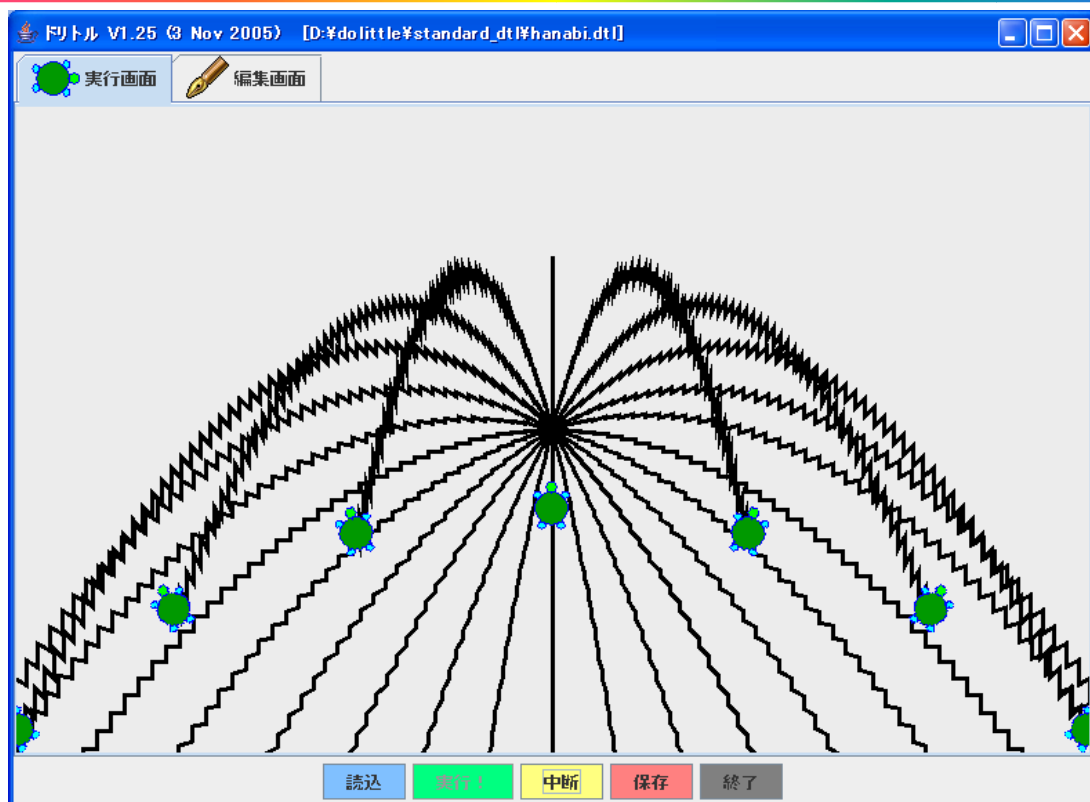 ドリトル V1.25 (3 Nov 2005) [D:¥dolittle¥standard_dtl¥hanabi.dtl]
実行画面 編集画面
読込 実行！ 中断 保存 終了